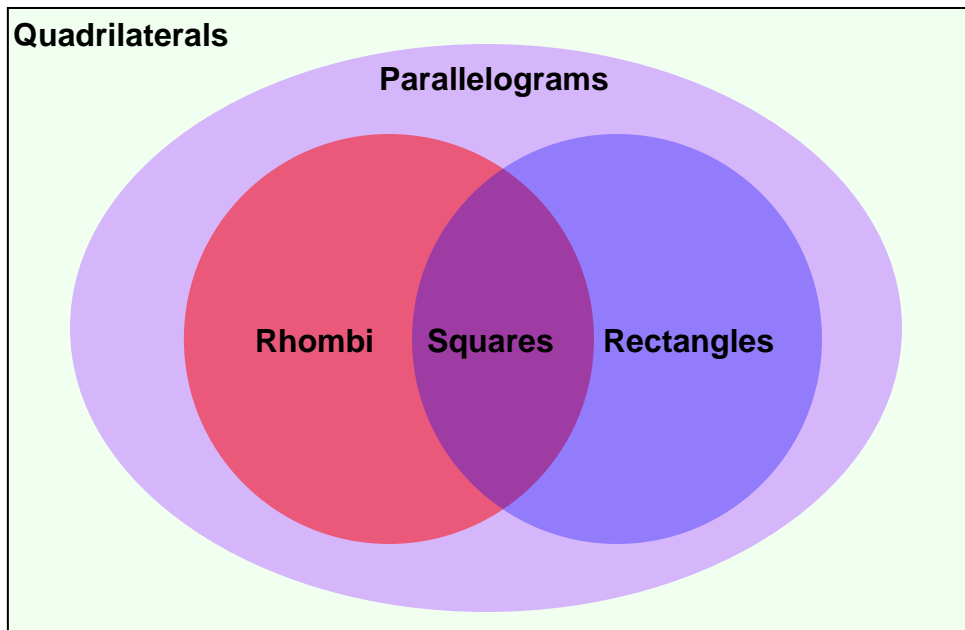 Quadrilaterals
Parallelograms
Rhombi
Squares
Rectangles